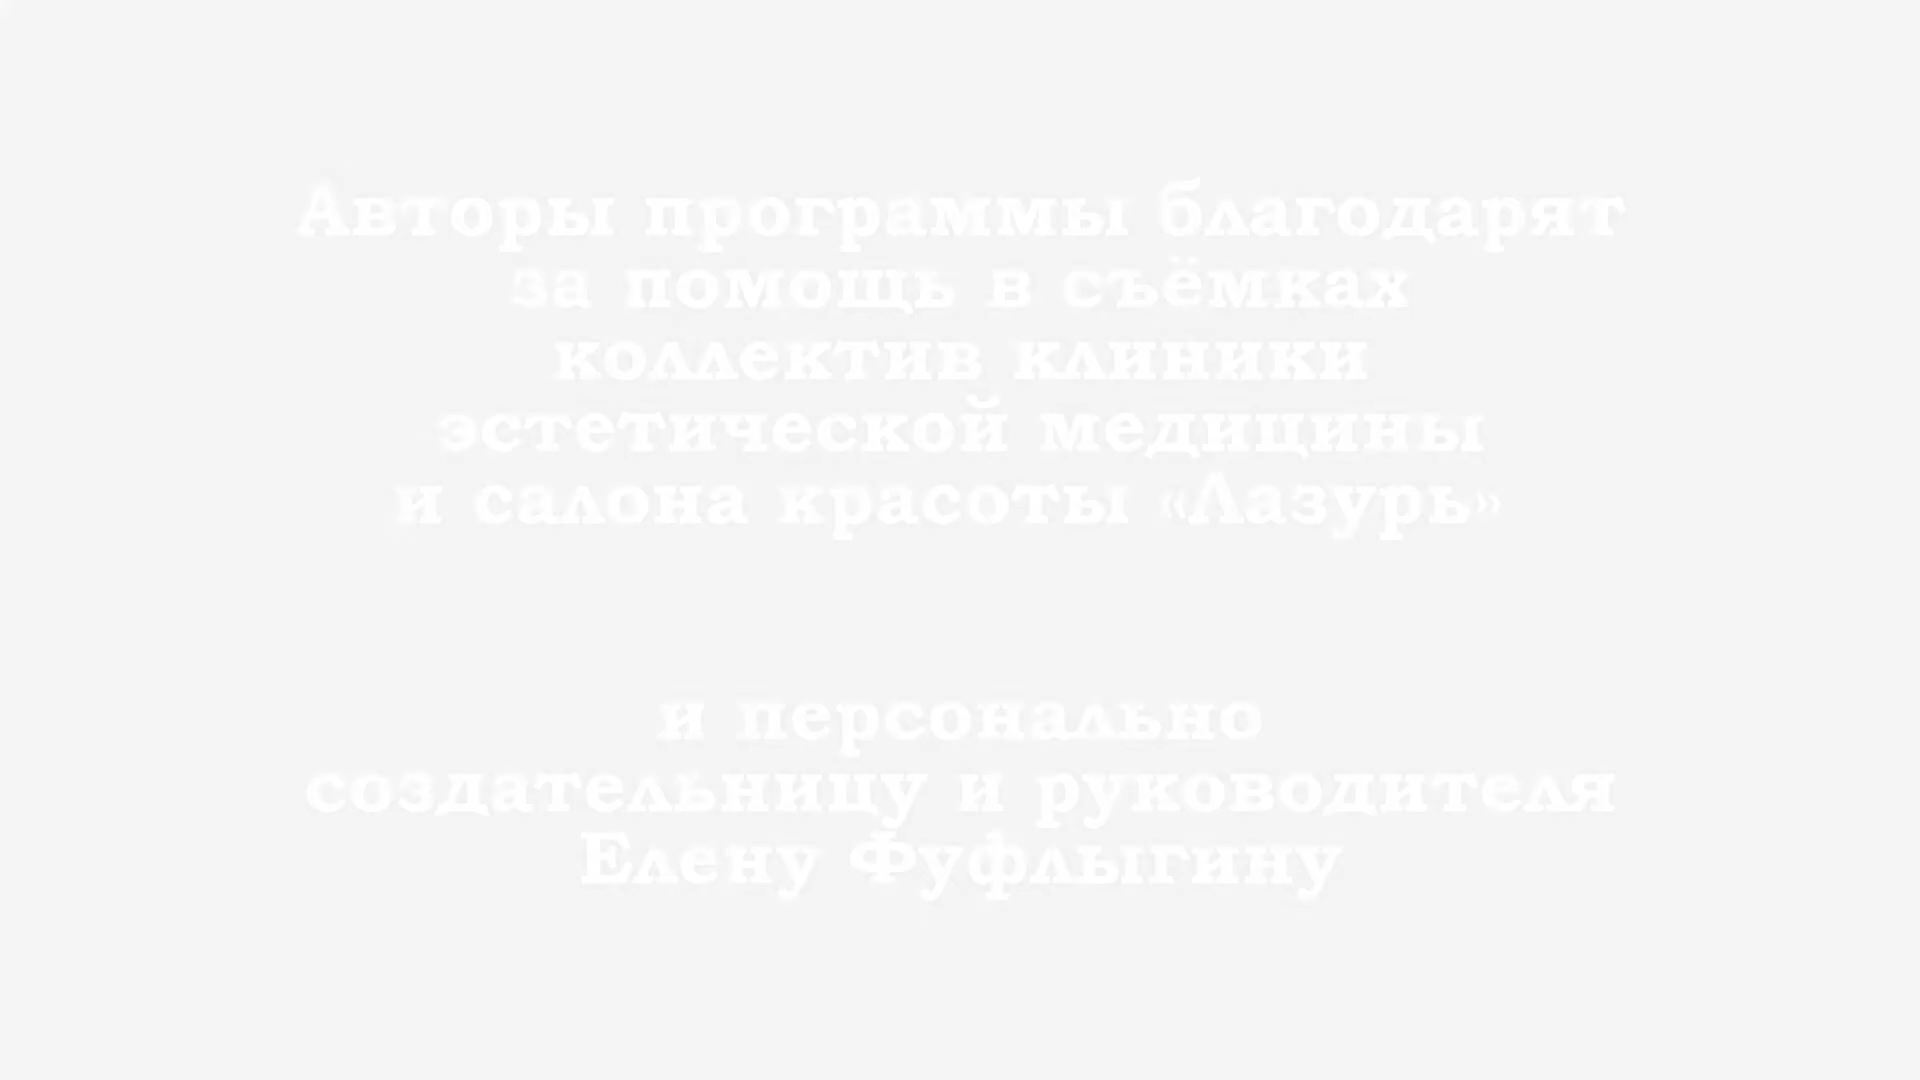 Авторы программы благодарят
за помощь в съёмках
коллектив клиники
эстетической медицины
и салона красоты «Лазурь»
и персонально
создательницу и руководителя
Елену Фуфлыгину